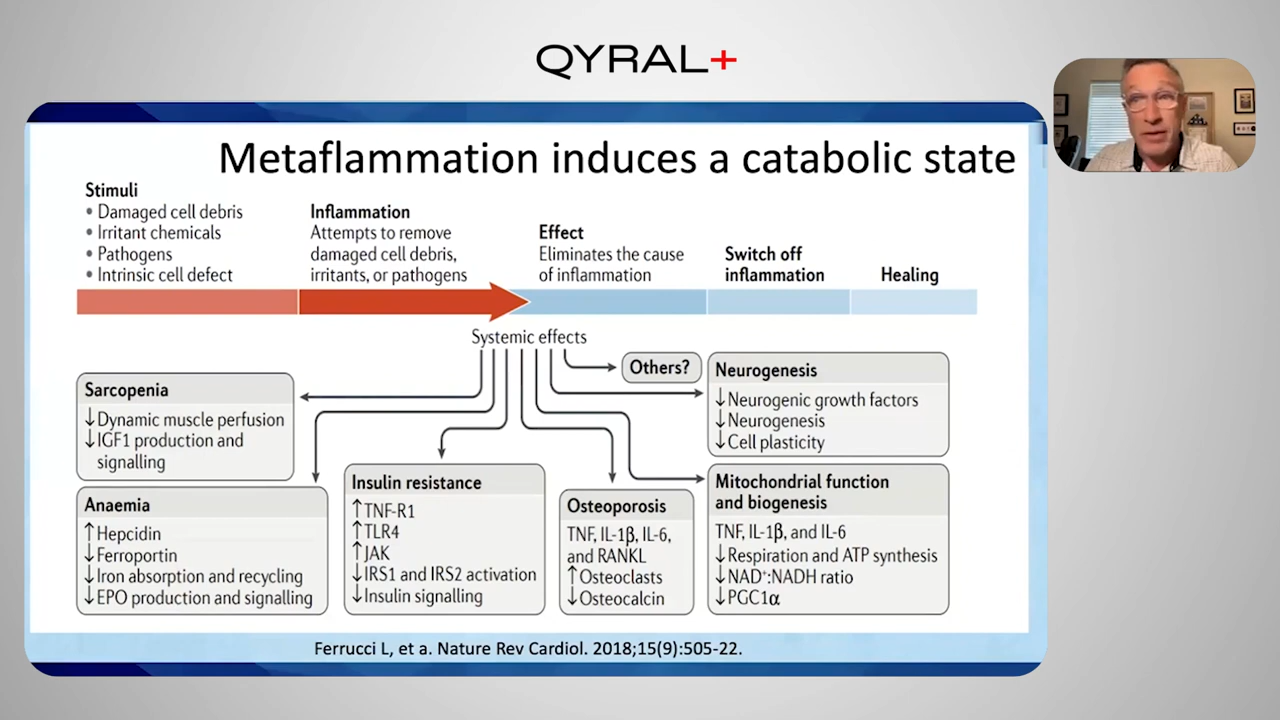 QYRAL+
Metaflammation induces a catabolic state
Stimuli
• Damaged cell debris
• Irritant chemicals
• Pathogens
• Intrinsic cell defect
Inflammation
Attempts to remove
damaged cell debris,
irritants, or pathogens
Effect
Eliminates the cause
of inflammation
Switch off
inflammation
Healing
Systemic effects
Others?
Sarcopenia
↓Dynamic muscle perfusion
↓IGF1 production and
signalling
Anaemia
↑Hepcidin
↓Ferroportin
↓Iron absorption and recycling
↓EPO production and signalling
Insulin resistance
↑TNF-R1
↑TLR4
↑JAK
↓IRS1 and IRS2 activation
↓Insulin signalling
Osteoporosis
TNF, IL-1β, IL-6,
and RANKL
↑Osteoclasts
↓Osteocalcin
Neurogenesis
↓Neurogenic growth factors
↓Neurogenesis
↓Cell plasticity
Mitochondrial function
and biogenesis
TNF, IL-1β, and IL-6
↓Respiration and ATP synthesis
↓NAD⁺:NADH ratio
↓PGC1α
Ferrucci L, et a. Nature Rev Cardiol. 2018;15(9):505-22.